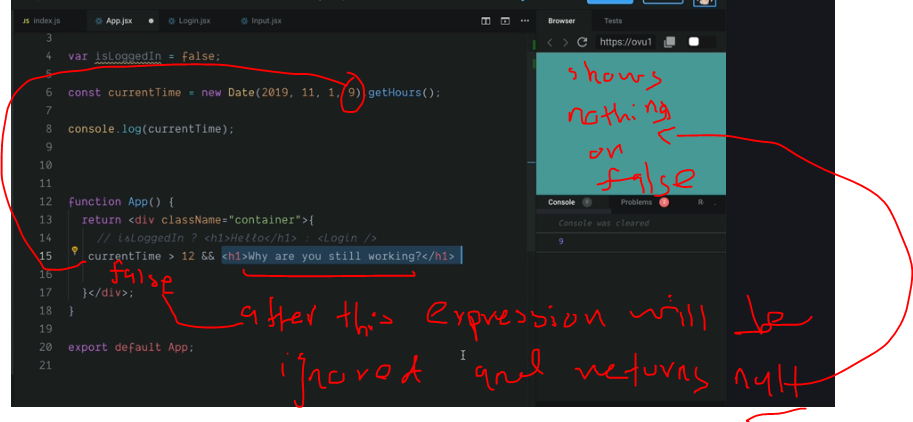 index.js App.jsx Login.jsx Input.jsx
3
4 var isLoggedIn = false;
5
6 const currentTime = new Date(2019, 11, 1, 9).getHours();
7
8 console.log(currentTime);
9
10
11
12 function App() {
13 return <div className="container">{
14 // isLoggedIn ? <h1>Hello</h1> : <Login />
15 currentTime > 12 && <h1>Why are you still working?</h1>
16
17 }</div>;
18 }
19
20 export default App;
21
false
after this expression will be
ignored and returns null
Browser Tests
https://ovu1
shows
nothing
on
false
Console Problems
Console was cleared
9